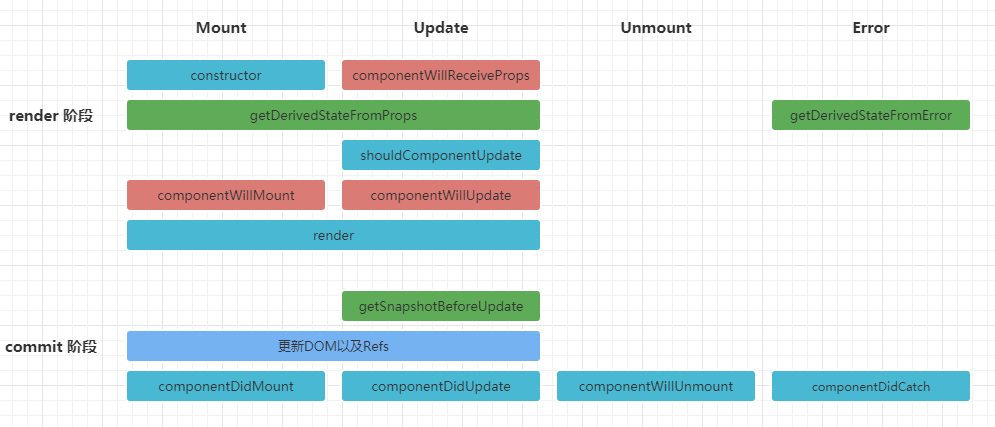 Mount Update Unmount Error
constructor componentWillReceiveProps
render 阶段 getDerivedStateFromProps getDerivedStateFromError
shouldComponentUpdate
componentWillMount componentWillUpdate
render
getSnapshotBeforeUpdate
commit 阶段 更新DOM以及Refs
componentDidMount componentDidUpdate componentWillUnmount componentDidCatch